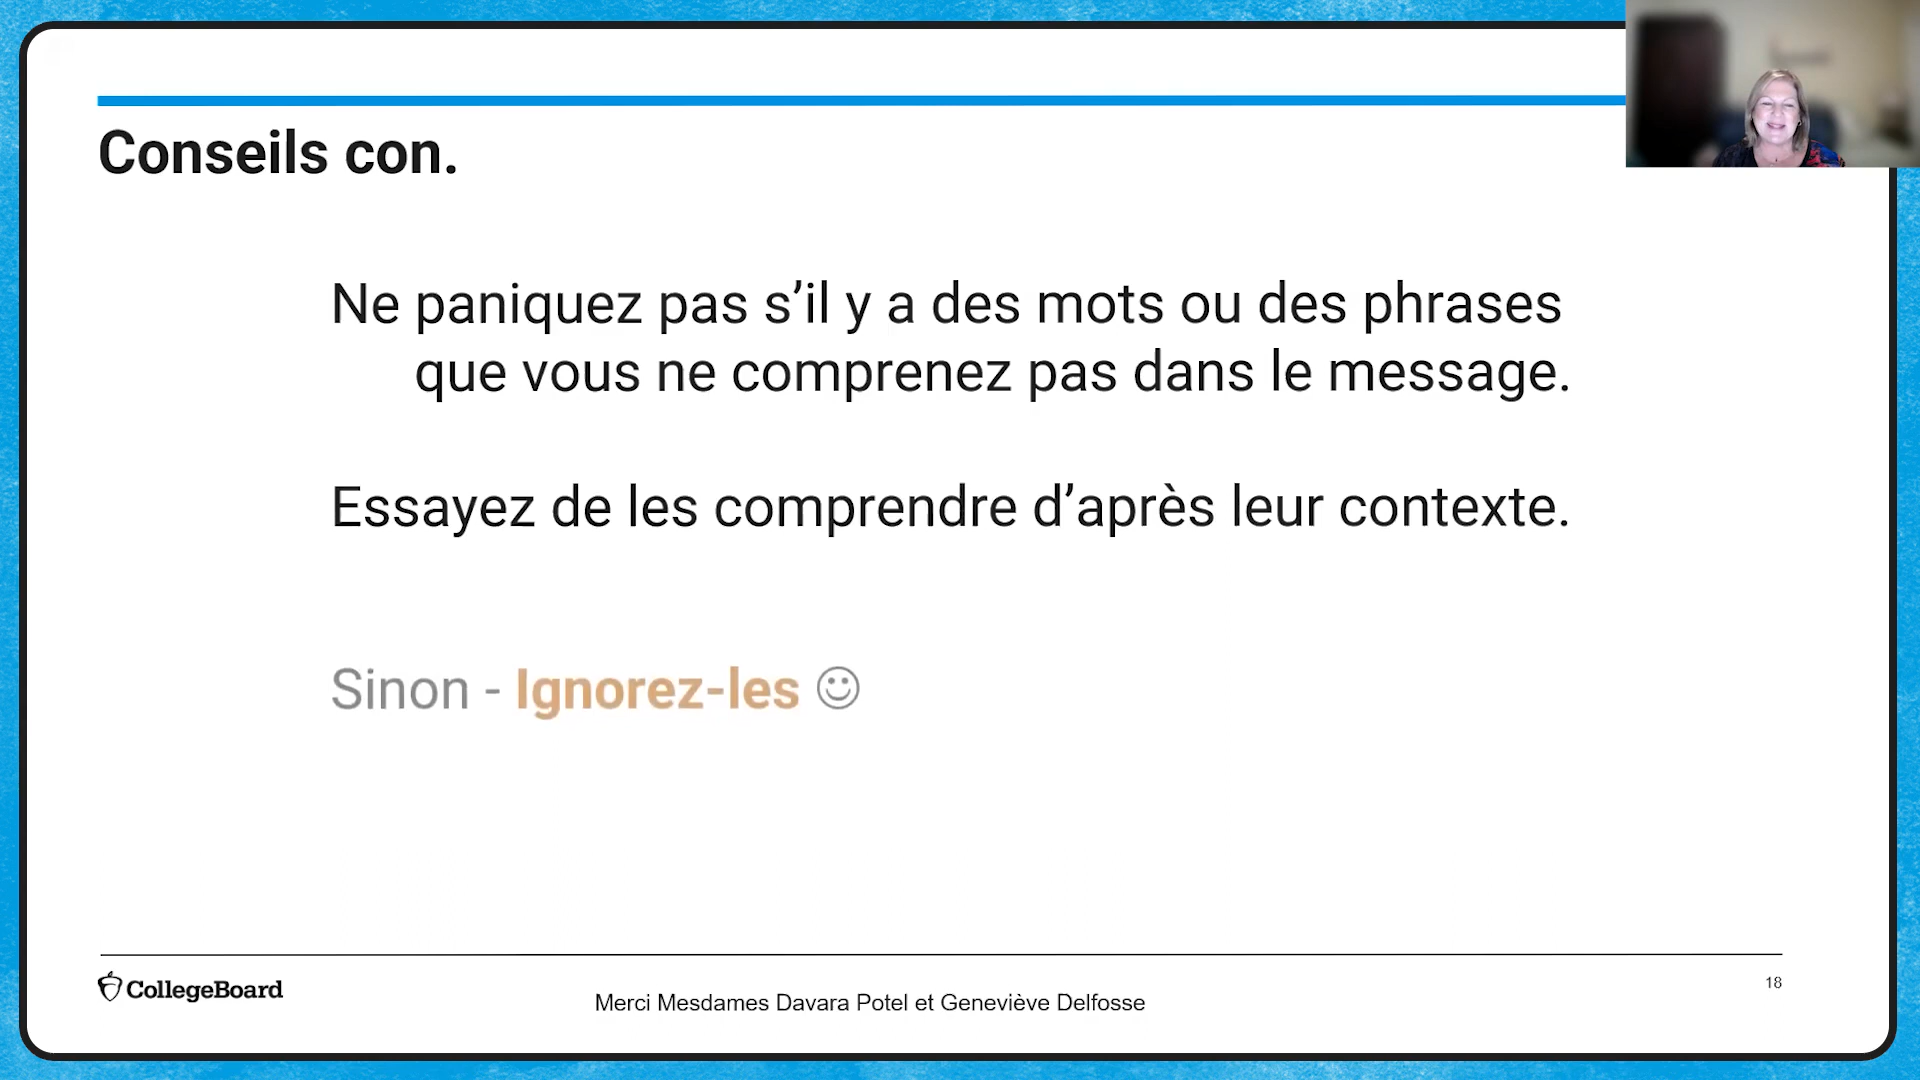 Conseils con.
Ne paniquez pas s’il y a des mots ou des phrases
que vous ne comprenez pas dans le message.
Essayez de les comprendre d’après leur contexte.
Sinon - Ignorez-les ☺
CollegeBoard
Merci Mesdames Davara Potel et Geneviève Delfosse
18